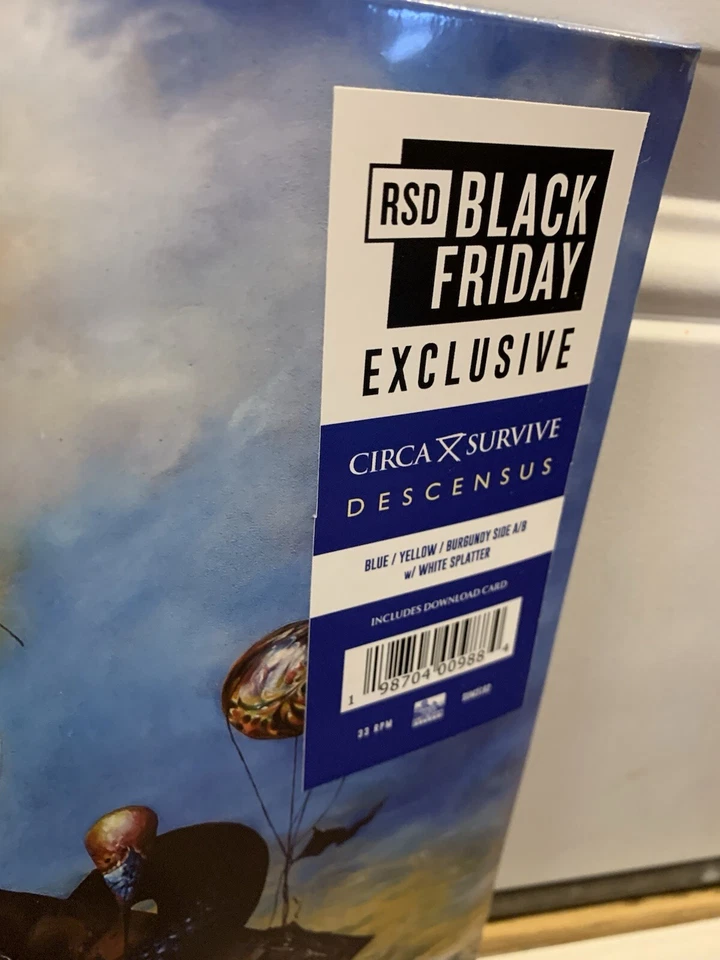 RSD BLACK
FRIDAY
EXCLUSIVE
CIRCA SURVIVE
DESCENSUS
BLUE / YELLOW / BURGUNDY SIDE A/B
w/ WHITE SPLATTER
INCLUDES DOWNLOAD CARD
1 98704 00988 4
33 RPM